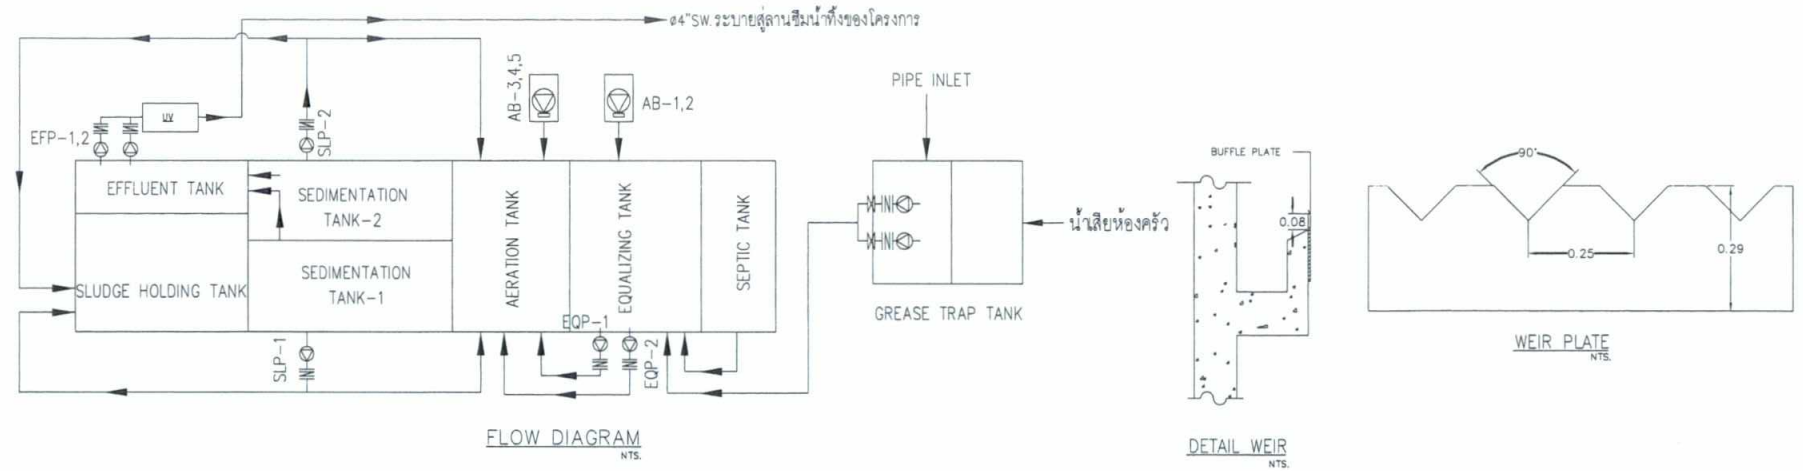 ø4"SW.ระบายสู่ลานซึมน้ำทิ้งของโครงการ
AB-3,4,5
AB-1,2
PIPE INLET
UV
EFP-1,2
SLP-2
BUFFLE PLATE
90°
EFFLUENT TANK
SEDIMENTATION
TANK-2
AERATION TANK
EQUALIZING TANK
SEPTIC TANK
น้ำเสียห้องครัว
0.08
0.25
0.29
SLUDGE HOLDING TANK
SEDIMENTATION
TANK-1
GREASE TRAP TANK
EQP-1
SLP-1
EQP-2
WEIR PLATE
NTS.
FLOW DIAGRAM
NTS.
DETAIL WEIR
NTS.